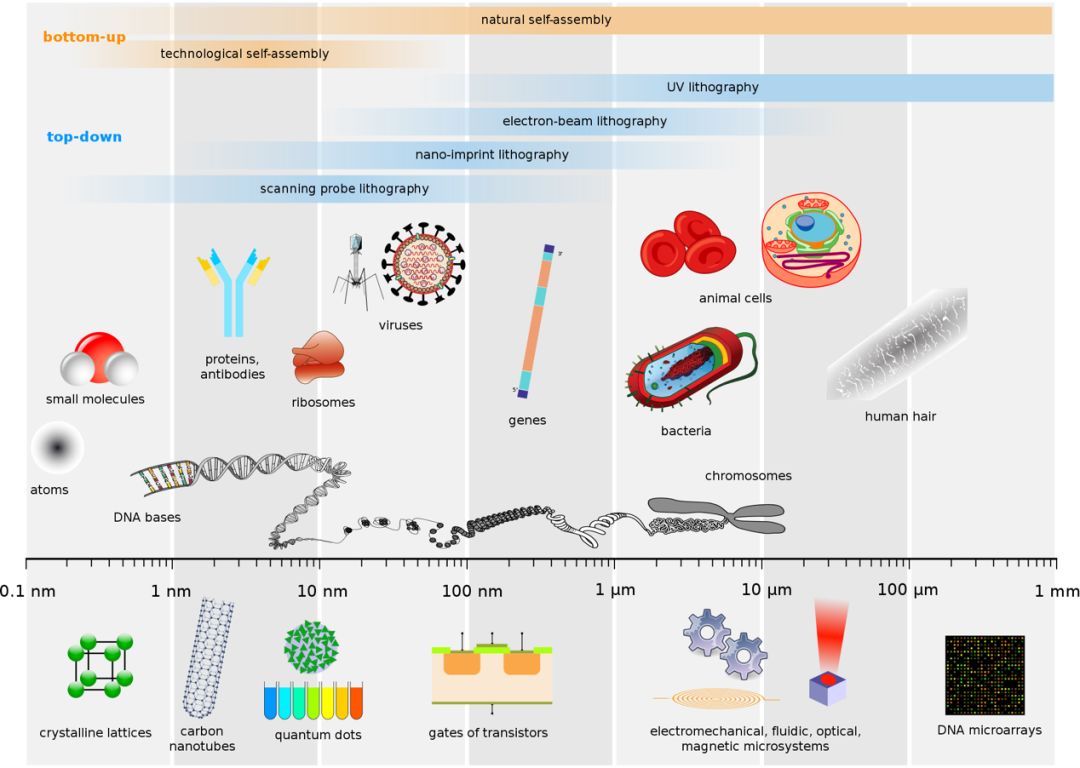 natural self-assembly
bottom-up
technological self-assembly
UV lithography
electron-beam lithography
top-down
nano-imprint lithography
scanning probe lithography
3'
animal cells
viruses
proteins,
antibodies
small molecules
ribosomes
5'
genes
bacteria
human hair
atoms
chromosomes
DNA bases
0.1 nm
1 nm
10 nm
100 nm
1 µm
10 µm
100 µm
1 mm
crystalline lattices
carbon
nanotubes
quantum dots
gates of transistors
electromechanical, fluidic, optical,
magnetic microsystems
DNA microarrays